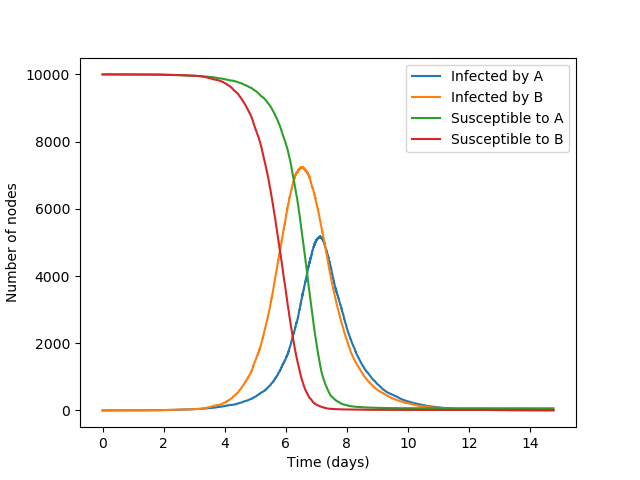 Infected by A
Infected by B
Susceptible to A
Susceptible to B
10000
8000
6000
4000
2000
0
Number of nodes
0 2 4 6 8 10 12 14
Time (days)